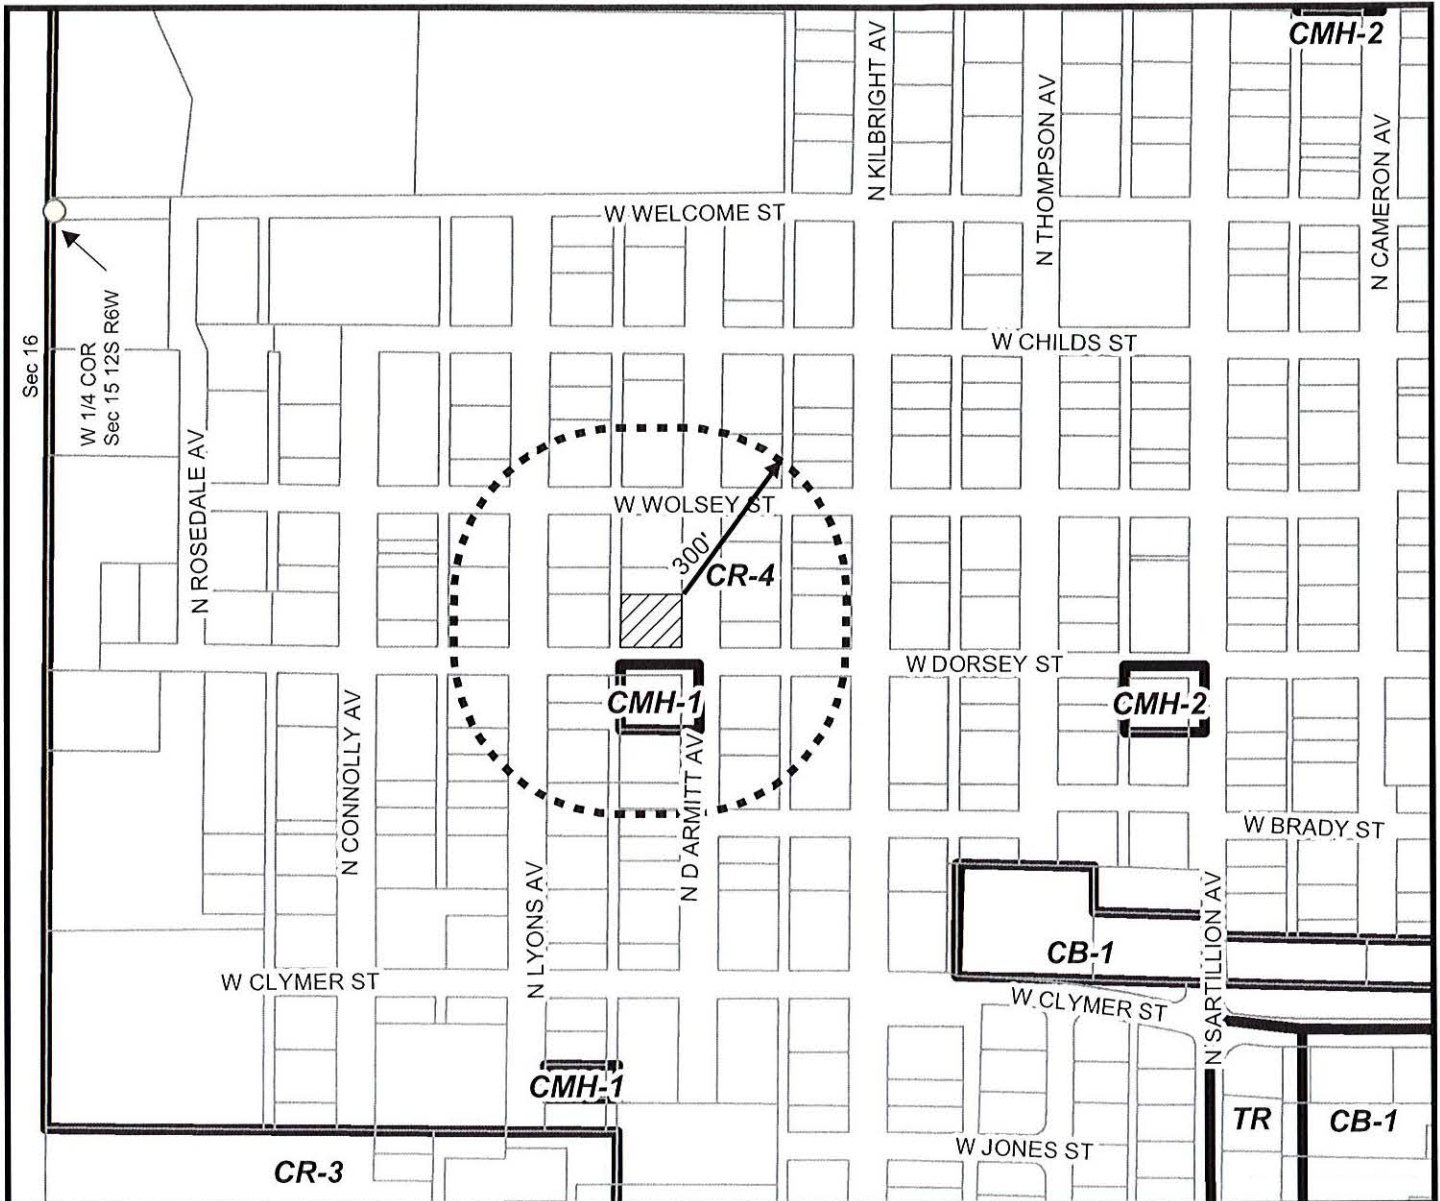 CMH-2
N KILBRIGHT AV
N THOMPSON AV
N CAMERON AV
W WELCOME ST
Sec 16
W 1/4 COR
Sec 15 12S R6W
W CHILDS ST
N ROSEDALE AV
W WOLSEY ST
300'
CR-4
W DORSEY ST
CMH-1
CMH-2
N CONNOLLY AV
N D ARMITT AV
W BRADY ST
N LYONS AV
N SARTILLION AV
CB-1
W CLYMER ST
W CLYMER ST
CMH-1
TR
CB-1
W JONES ST
CR-3